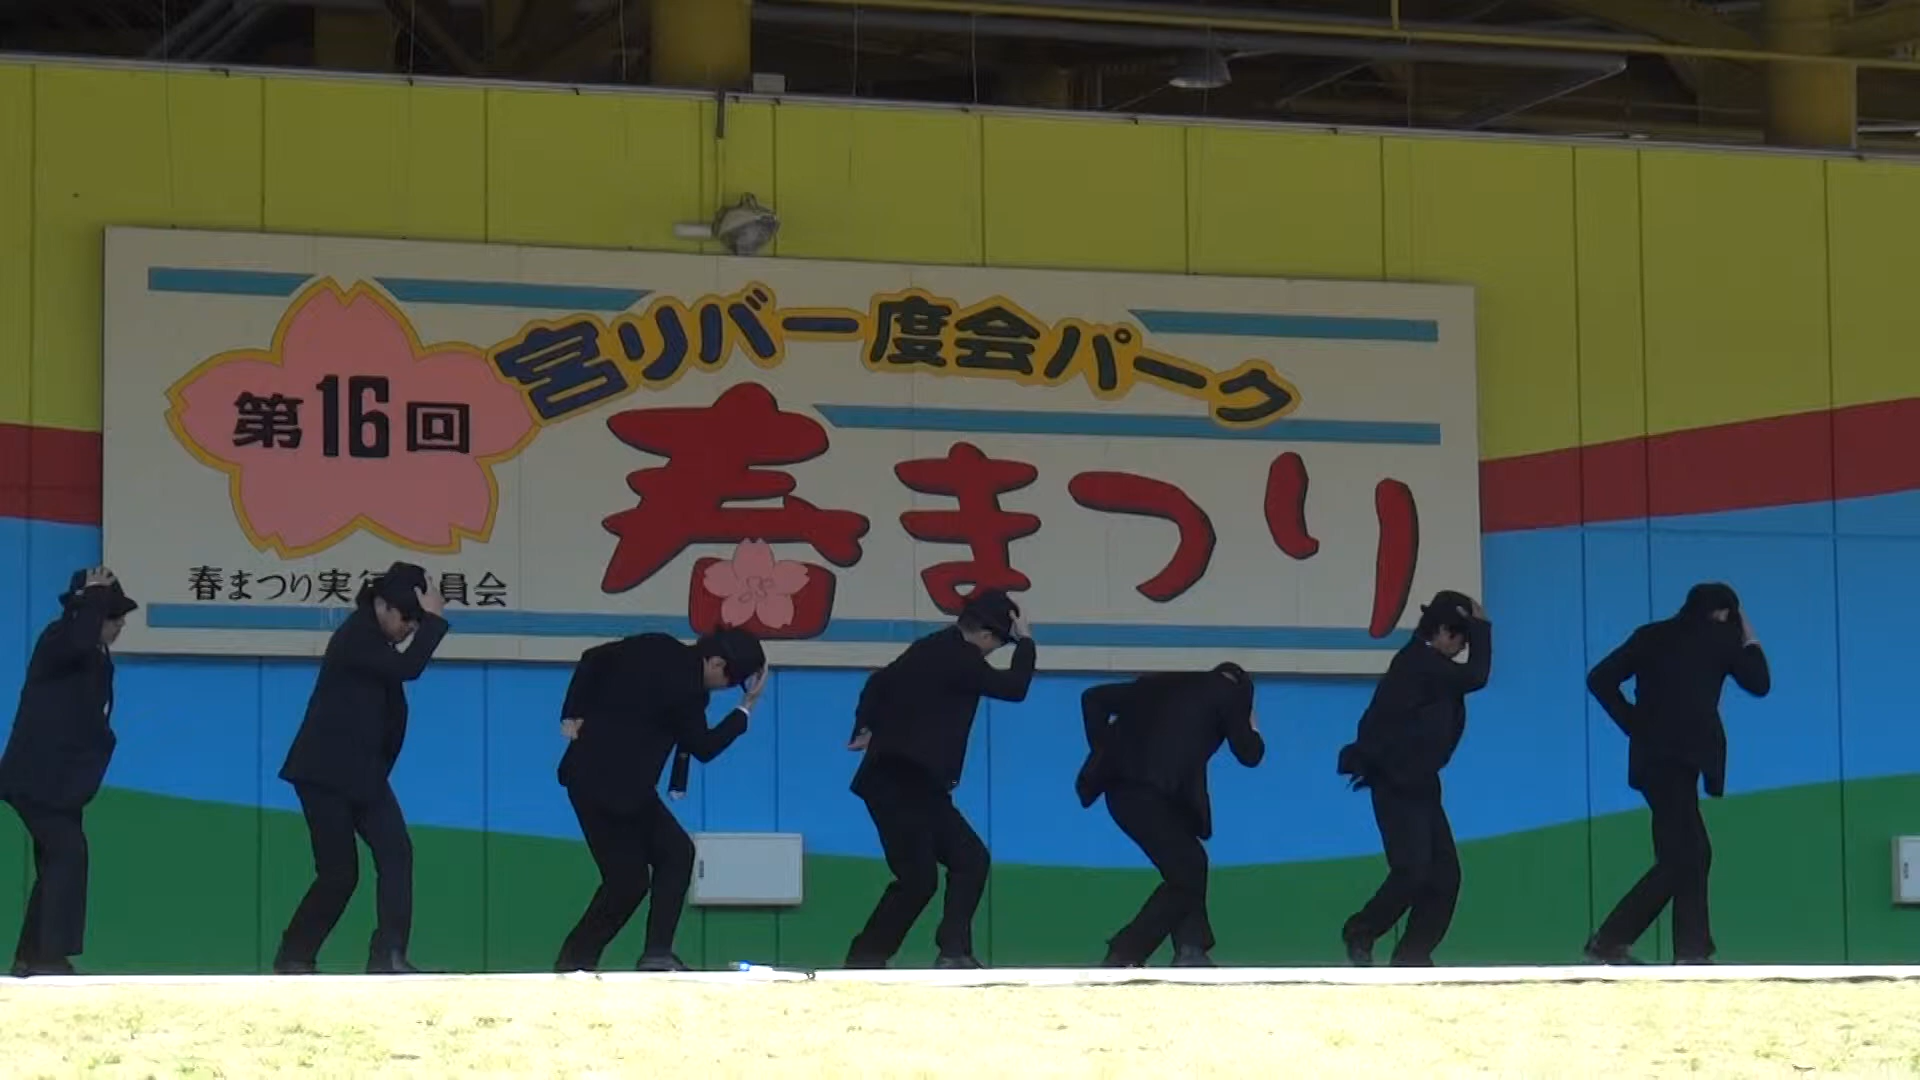 第16回
宮リバー度会パーク
春まつり
春まつり実行 員会